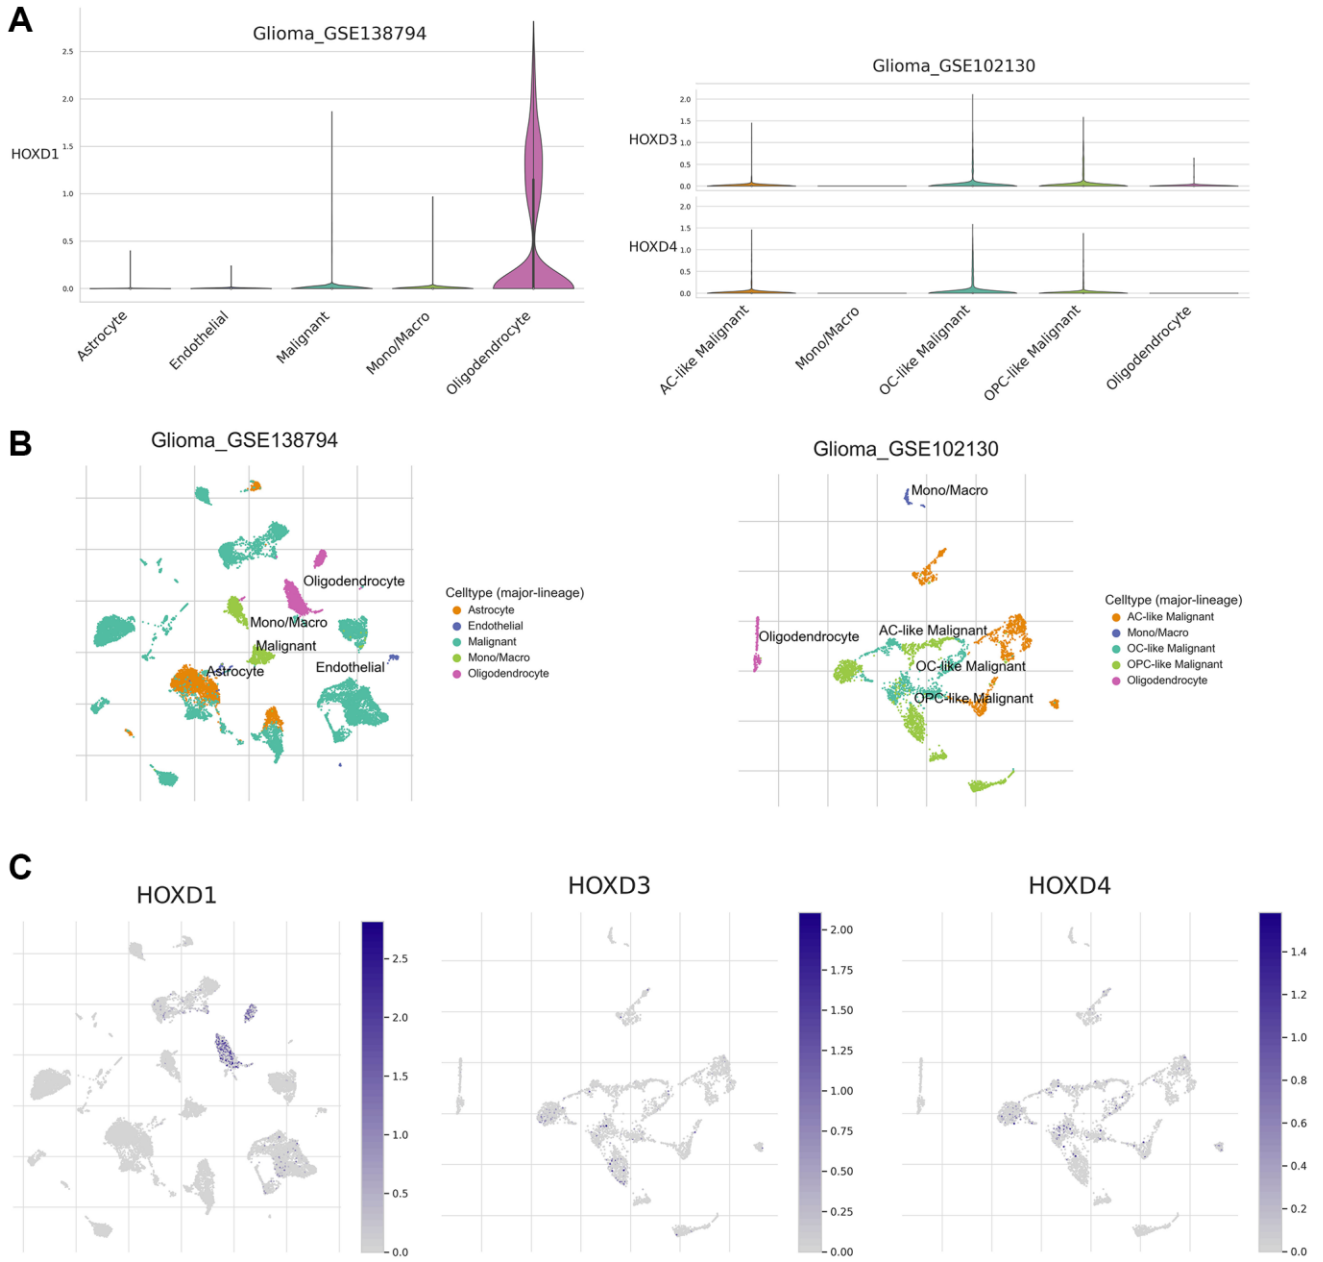 A
Glioma_GSE138794
2.5
2.0
1.5
1.0
0.5
0.0
HOXD1
Astrocyte
Endothelial
Malignant
Mono/Macro
Oligodendrocyte
Glioma_GSE102130
2.0
1.5
1.0
0.5
0.0
HOXD3
2.0
1.5
1.0
0.5
0.0
HOXD4
AC-like Malignant
Mono/Macro
OC-like Malignant
OPC-like Malignant
Oligodendrocyte
B
Glioma_GSE138794
Oligodendrocyte
Mono/Macro
Malignant
Astrocyte
Endothelial
Celltype (major-lineage)
Astrocyte
Endothelial
Malignant
Mono/Macro
Oligodendrocyte
Glioma_GSE102130
Mono/Macro
Oligodendrocyte
AC-like Malignant
OC-like Malignant
OPC-like Malignant
Celltype (major-lineage)
AC-like Malignant
Mono/Macro
OC-like Malignant
OPC-like Malignant
Oligodendrocyte
C
HOXD1
2.5
2.0
1.5
1.0
0.5
0.0
HOXD3
2.00
1.75
1.50
1.25
1.00
0.75
0.50
0.25
0.00
HOXD4
1.4
1.2
1.0
0.8
0.6
0.4
0.2
0.0